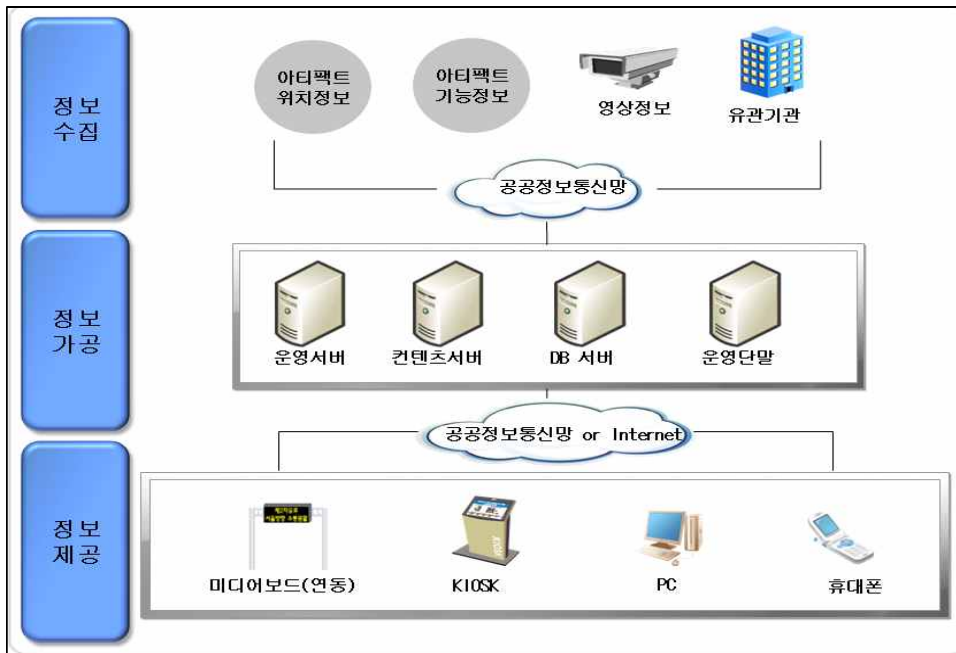 정보
수집
아티팩트
위치정보
아티팩트
기능정보
영상정보
유관기관
공공정보통신망
정보
가공
운영서버
컨텐츠서버
DB 서버
운영단말
공공정보통신망 or Internet
정보
제공
미디어보드(연동)
KIOSK
PC
휴대폰